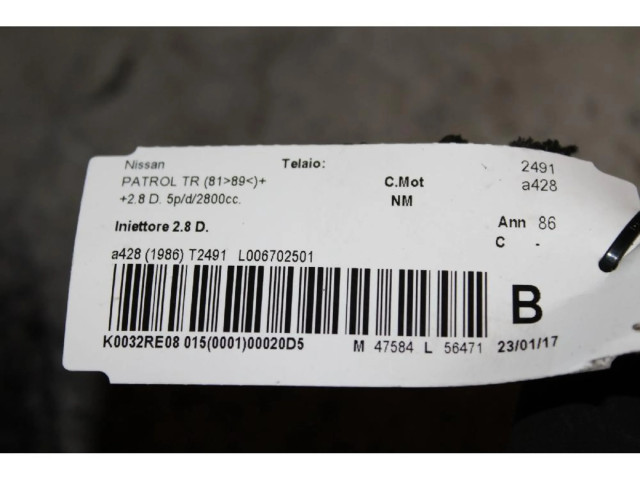 Nissan Telaio: 2491
PATROL TR (81>89<)+ C.Mot a428
+2.8 D. 5p/d/2800cc. NM
Iniettore 2.8 D. Ann 86
C -
a428 (1986) T2491 L006702501
B
K0032RE08 015(0001)00020D5 M 47584 L 56471 23/01/17